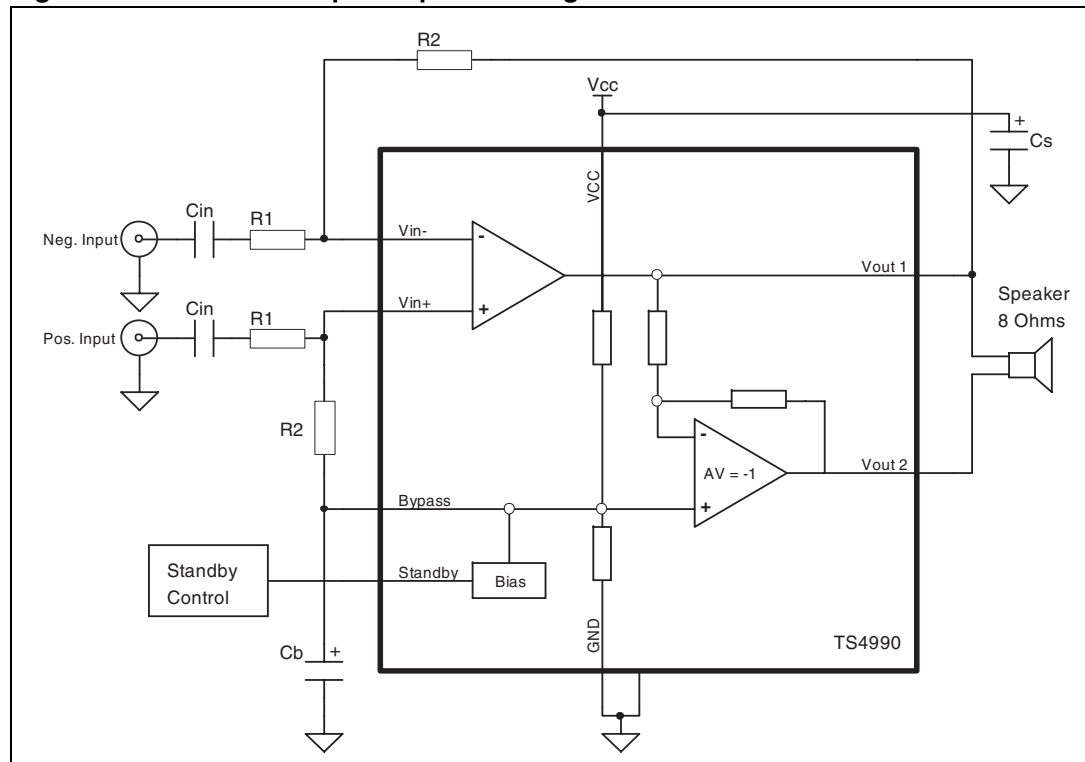 R2
Vcc
+
Cs
VCC
Cin
R1
Neg. Input
Vin-
-
Vout 1
Speaker
8 Ohms
Cin
R1
Pos. Input
Vin+
+
R2
-
AV = -1
Vout 2
+
Bypass
Standby
Control
Standby
Bias
GND
TS4990
Cb
+